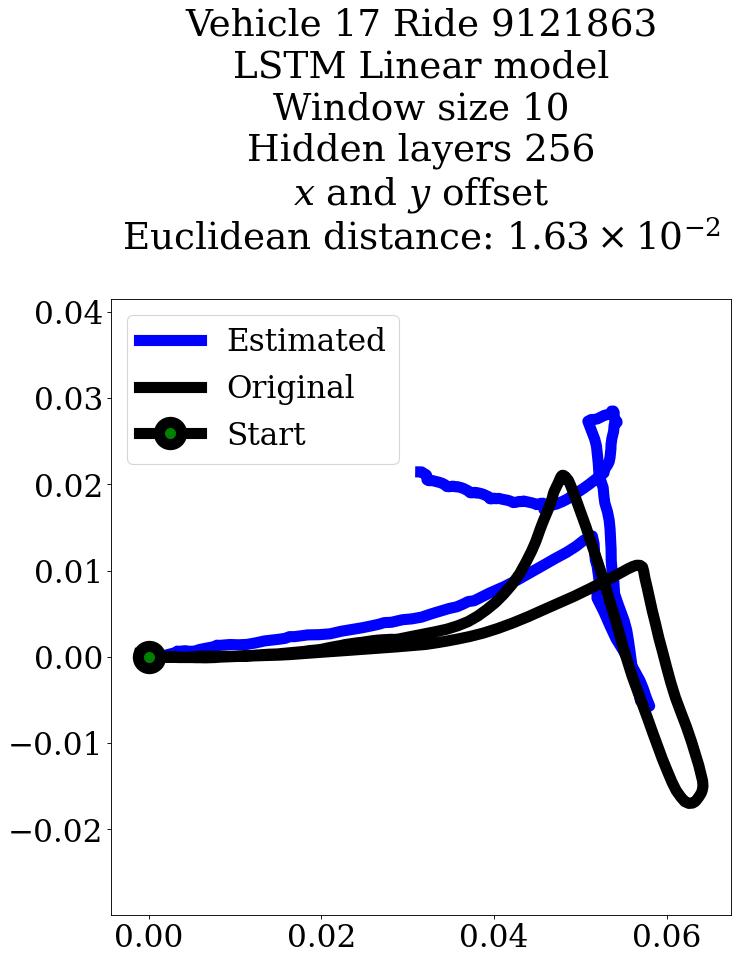 Vehicle 17 Ride 9121863
LSTM Linear model
Window size 10
Hidden layers 256
x and y offset
Euclidean distance: 1.63 × 10⁻²
0.04
0.03
0.02
0.01
0.00
−0.01
−0.02
Estimated
Original
Start
0.00 0.02 0.04 0.06